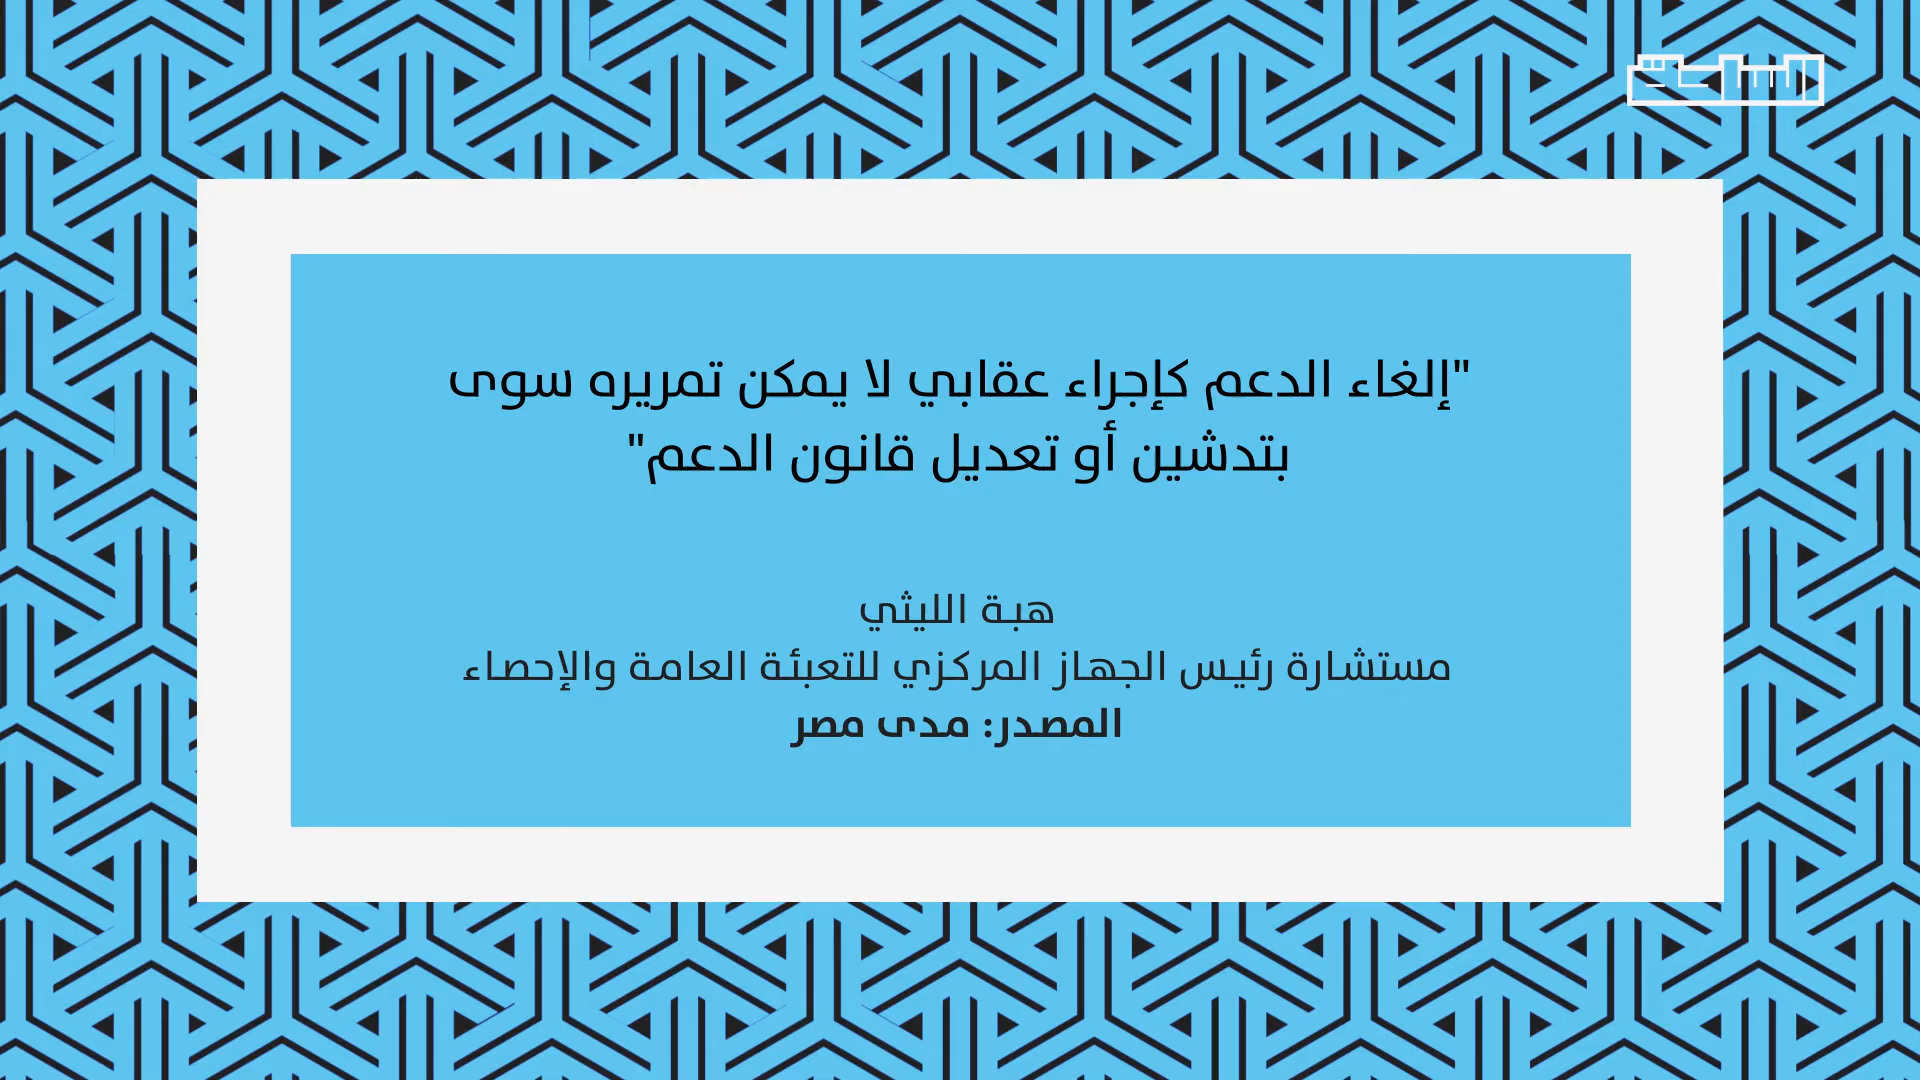 "إلغاء الدعم كإجراء عقابي لا يمكن تمريره سوى
بتدشين أو تعديل قانون الدعم"
هبة الليثي
مستشارة رئيس الجهاز المركزي للتعبئة العامة والإحصاء
المصدر: مدى مصر